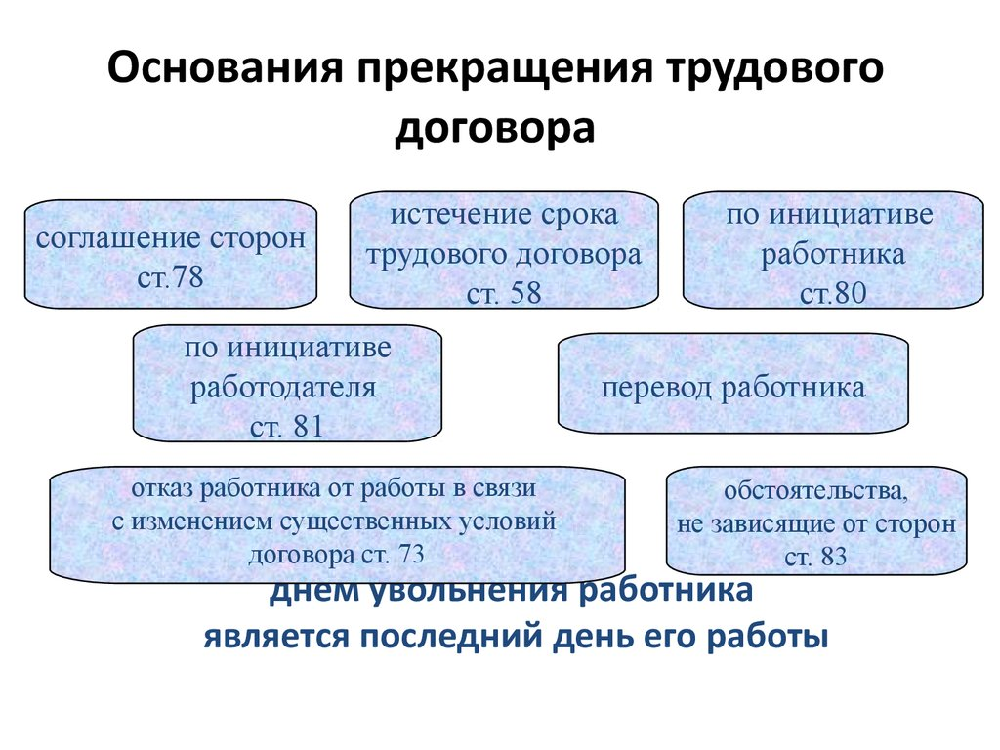 Основания прекращения трудового
договора
соглашение сторон
ст.78
истечение срока
трудового договора
ст. 58
по инициативе
работника
ст.80
по инициативе
работодателя
ст. 81
перевод работника
отказ работника от работы в связи
с изменением существенных условий
договора ст. 73
обстоятельства,
не зависящие от сторон
ст. 83
днем увольнения работника
является последний день его работы